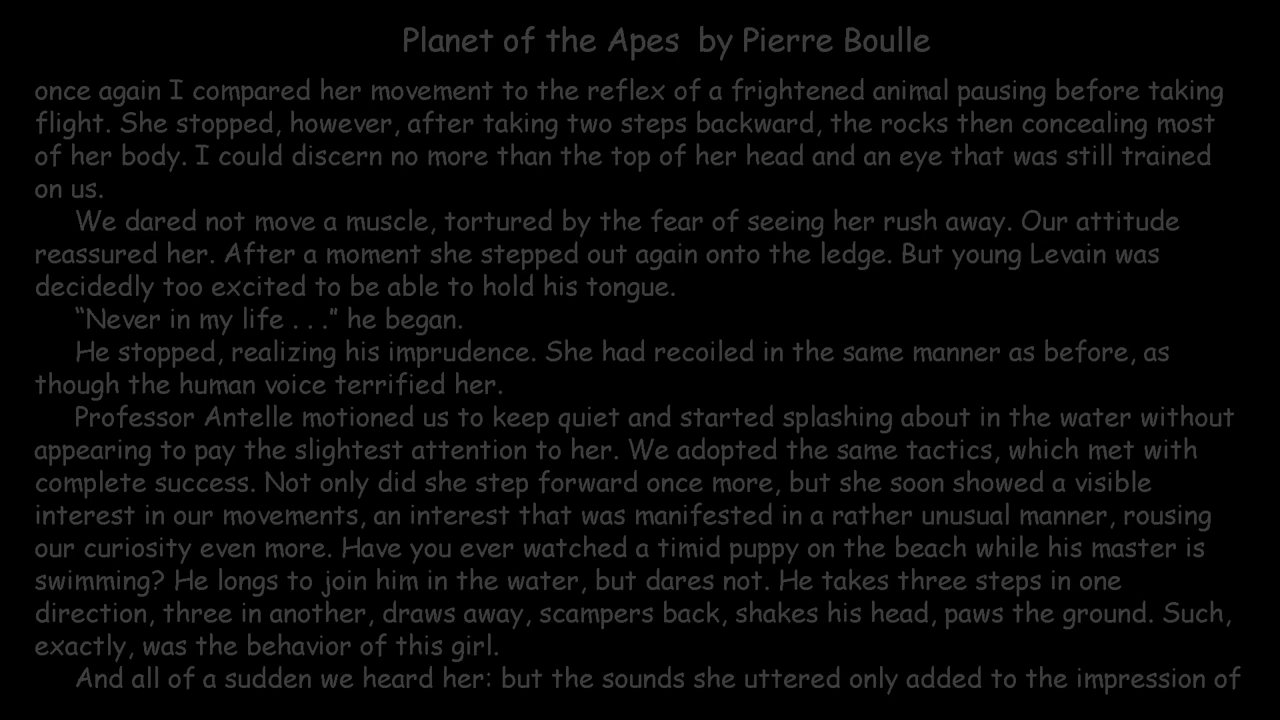 Planet of the Apes  by Pierre Boulle
once again I compared her movement to the reflex of a frightened animal pausing before taking
flight. She stopped, however, after taking two steps backward, the rocks then concealing most
of her body. I could discern no more than the top of her head and an eye that was still trained
on us.
We dared not move a muscle, tortured by the fear of seeing her rush away. Our attitude
reassured her. After a moment she stepped out again onto the ledge. But young Levain was
decidedly too excited to be able to hold his tongue.
“Never in my life . . .” he began.
He stopped, realizing his imprudence. She had recoiled in the same manner as before, as
though the human voice terrified her.
Professor Antelle motioned us to keep quiet and started splashing about in the water without
appearing to pay the slightest attention to her. We adopted the same tactics, which met with
complete success. Not only did she step forward once more, but she soon showed a visible
interest in our movements, an interest that was manifested in a rather unusual manner, rousing
our curiosity even more. Have you ever watched a timid puppy on the beach while his master is
swimming? He longs to join him in the water, but dares not. He takes three steps in one
direction, three in another, draws away, scampers back, shakes his head, paws the ground. Such,
exactly, was the behavior of this girl.
And all of a sudden we heard her: but the sounds she uttered only added to the impression of